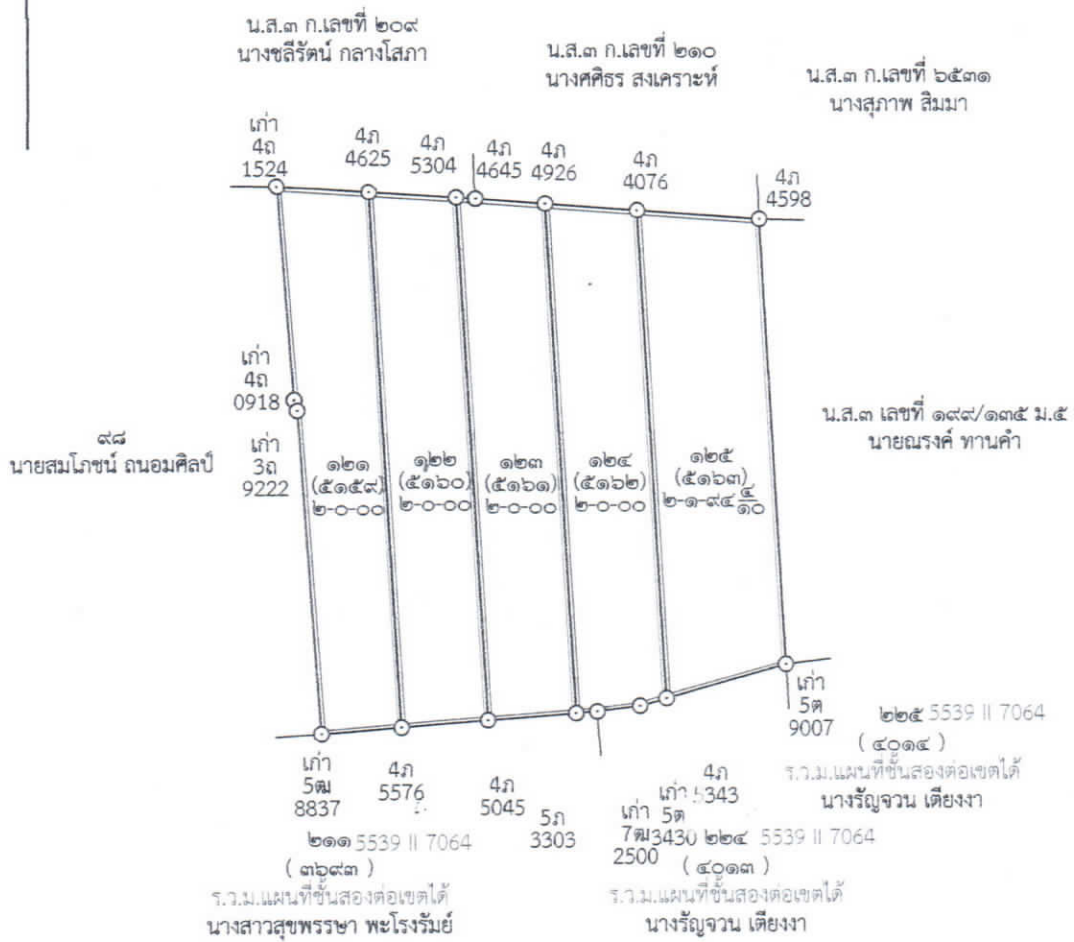 น.ส.๓ ก.เลขที่ ๒๐๙
นางชลีรัตน์ กลางโสภา
น.ส.๓ ก.เลขที่ ๒๑๐
นางศศิธร สงเคราะห์
น.ส.๓ ก.เลขที่ ๖๕๓๑
นางสุภาพ สิมมา
เก่า
4ถ
1524
4ภ
4625
4ภ
5304
4ภ
4645
4ภ
4926
4ภ
4076
4ภ
4598
เก่า
4ถ
0918
เก่า
3ถ
9222
๙๘
นายสมโภชน์ ถนอมศิลป์
น.ส.๓ เลขที่ ๑๙๙/๑๓๕ ม.๕
นายณรงค์ ทานคำ
๑๒๑
(๕๑๕๙)
๒-๐-๐๐
๑๒๒
(๕๑๖๐)
๒-๐-๐๐
๑๒๓
(๕๑๖๑)
๒-๐-๐๐
๑๒๔
(๕๑๖๒)
๒-๐-๐๐
๑๒๕
(๕๑๖๓)
๒-๑-๙๔ ๔/๑๐
เก่า
5ต
9007
๒๒๕ 5539 II 7064
( ๔๐๑๔ )
ร.ว.ม.แผนที่ชั้นสองต่อเขตได้
นางรัญจวน เตียงงา
เก่า
5ฒ
8837
4ภ
5576
4ภ
5045
5ภ
3303
เก่า
7ฒ
2500
เก่า
5ต
3430
4ภ
5343
๒๑๑ 5539 II 7064
( ๓๖๙๓ )
ร.ว.ม.แผนที่ชั้นสองต่อเขตได้
นางสาวสุขพรรษา พะโรงรัมย์
๒๒๔ 5539 II 7064
( ๔๐๑๓ )
ร.ว.ม.แผนที่ชั้นสองต่อเขตได้
นางรัญจวน เตียงงา